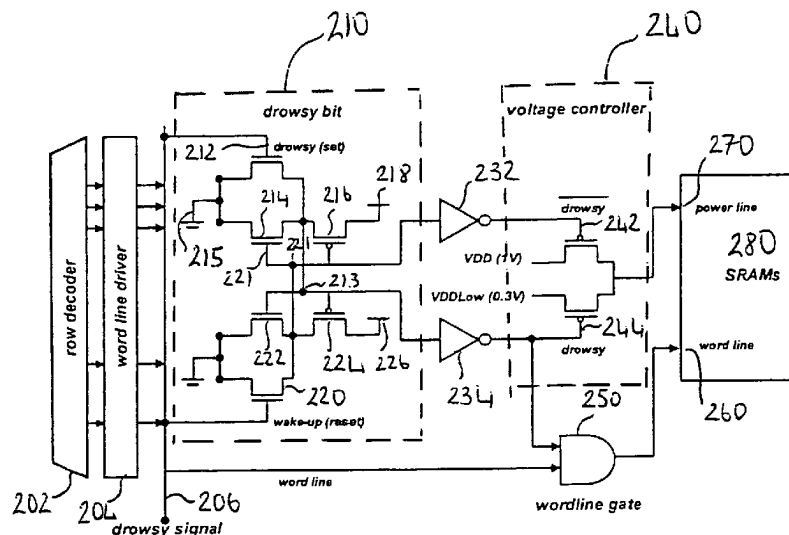 210
240
drowsy bit
voltage controller
drowsy (set)
212
218
232
270
214
216
drowsy
power line
242
215
221
221
VDD (1V)
280
SRAMs
213
row decoder
word line driver
VDDLow (0.3V)
222
224
226
244
word line
220
234
drowsy
wake-up (reset)
250
260
202
204
206
word line
wordline gate
drowsy signal